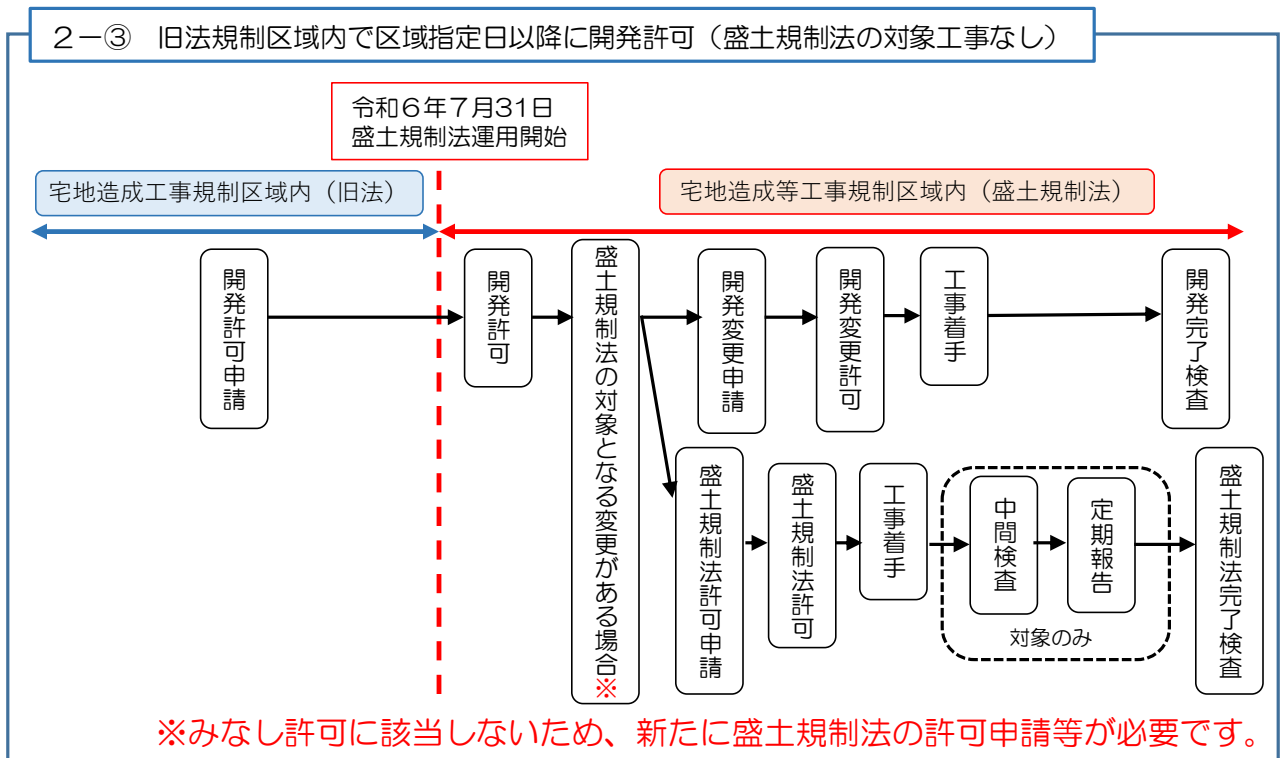 ２－③　旧法規制区域内で区域指定日以降に開発許可（盛土規制法の対象工事なし）
令和６年７月31日
盛土規制法運用開始
宅地造成工事規制区域内（旧法）
宅地造成等工事規制区域内（盛土規制法）
開発許可申請
開発許可
盛土規制法の対象となる変更がある場合※
開発変更申請
開発変更許可
工事着手
開発完了検査
盛土規制法許可申請
盛土規制法許可
工事着手
中間検査
定期報告
対象のみ
盛土規制法完了検査
※みなし許可に該当しないため、新たに盛土規制法の許可申請等が必要です。